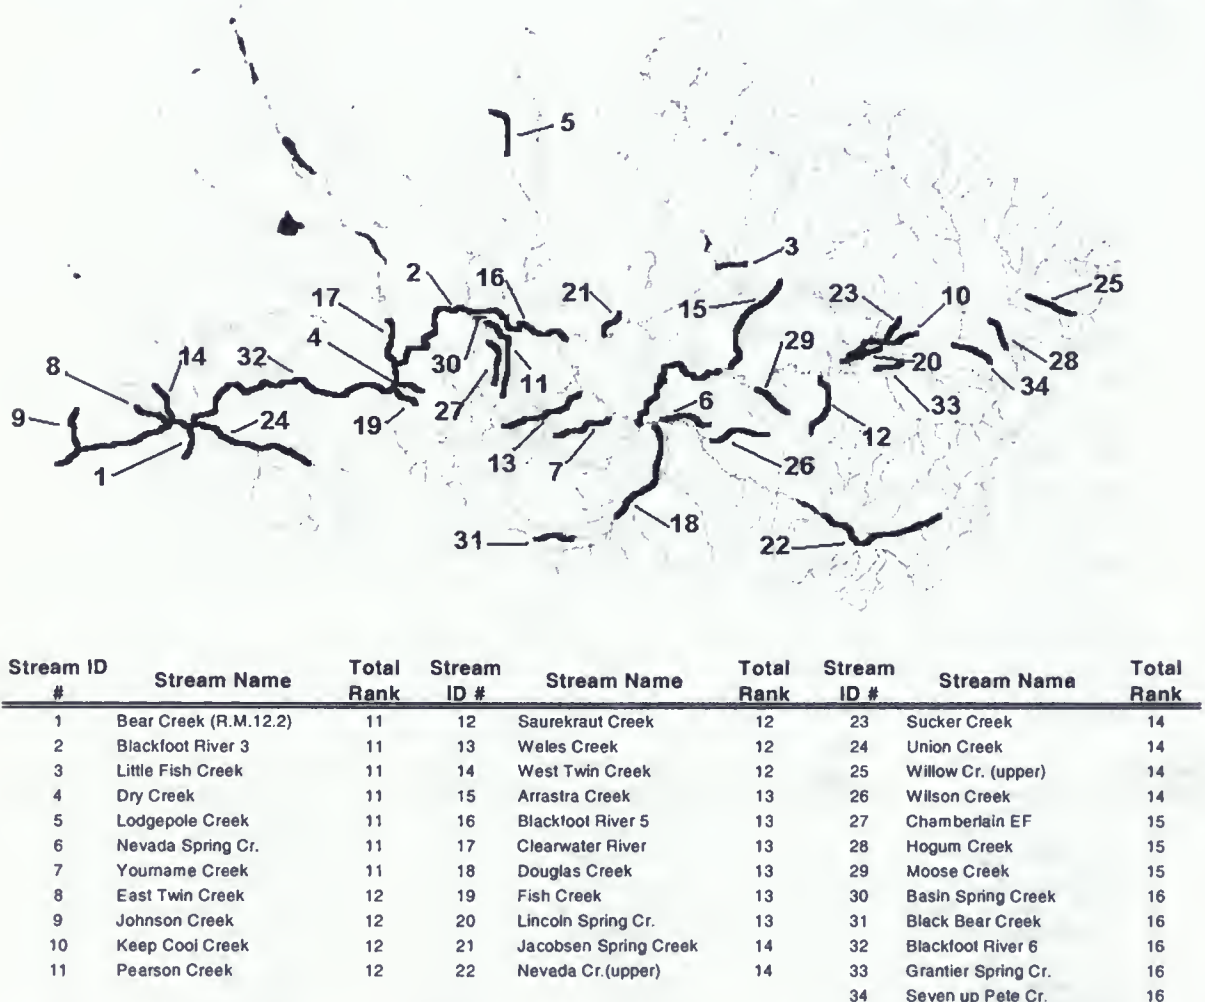 5
3
2
16
21
25
17
15
23
10
4
29
8
14
32
30
11
20
28
34
9
24
19
27
6
33
1
13
7
26
12
31
18
22
Stream ID # Stream Name Total Rank Stream ID # Stream Name Total Rank Stream ID # Stream Name Total Rank
1 Bear Creek (R.M.12.2) 11 12 Saurekraut Creek 12 23 Sucker Creek 14
2 Blackfoot River 3 11 13 Weles Creek 12 24 Union Creek 14
3 Little Fish Creek 11 14 West Twin Creek 12 25 Willow Cr. (upper) 14
4 Dry Creek 11 15 Arrastra Creek 13 26 Wilson Creek 14
5 Lodgepole Creek 11 16 Blackfoot River 5 13 27 Chamberlain EF 15
6 Nevada Spring Cr. 11 17 Clearwater River 13 28 Hogum Creek 15
7 Yourname Creek 11 18 Douglas Creek 13 29 Moose Creek 15
8 East Twin Creek 12 19 Fish Creek 13 30 Basin Spring Creek 16
9 Johnson Creek 12 20 Lincoln Spring Cr. 13 31 Black Bear Creek 16
10 Keep Cool Creek 12 21 Jacobsen Spring Creek 14 32 Blackfoot River 6 16
11 Pearson Creek 12 22 Nevada Cr.(upper) 14 33 Grantier Spring Cr. 16
34 Seven up Pete Cr. 16